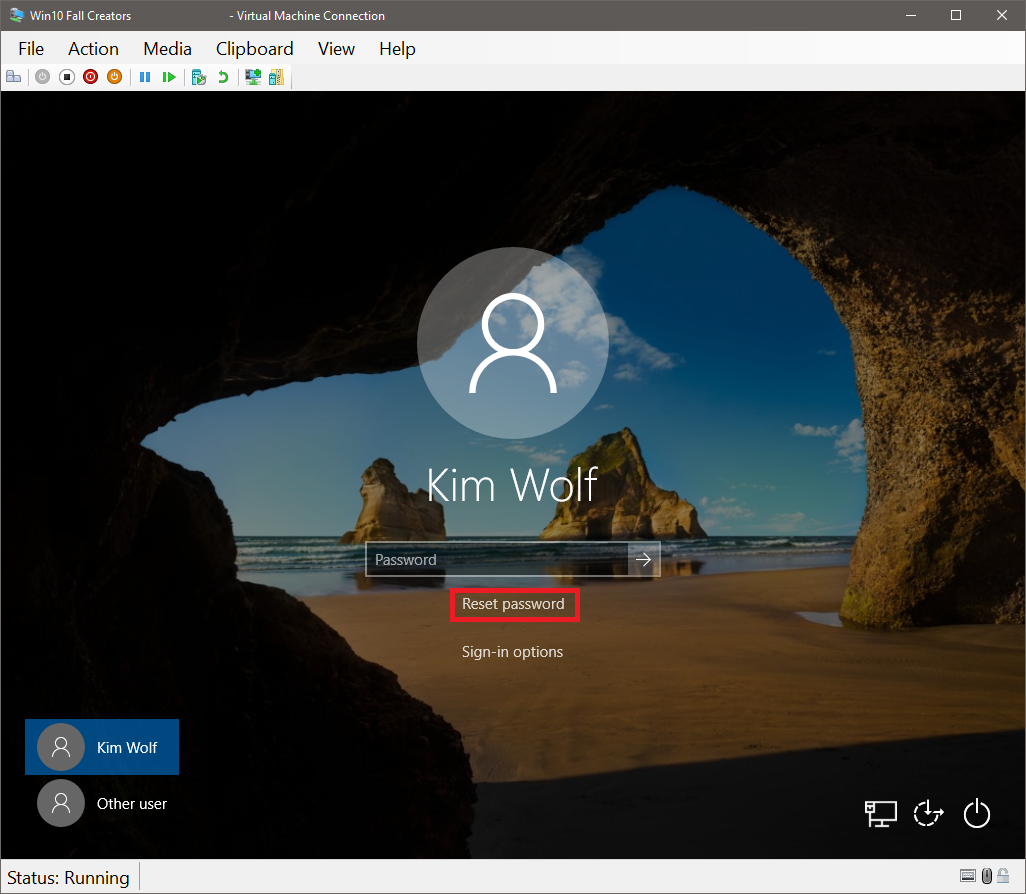 Win10 Fall Creators - Virtual Machine Connection
File Action Media Clipboard View Help
Kim Wolf
Password
Reset password
Sign-in options
Kim Wolf
Other user
Status: Running